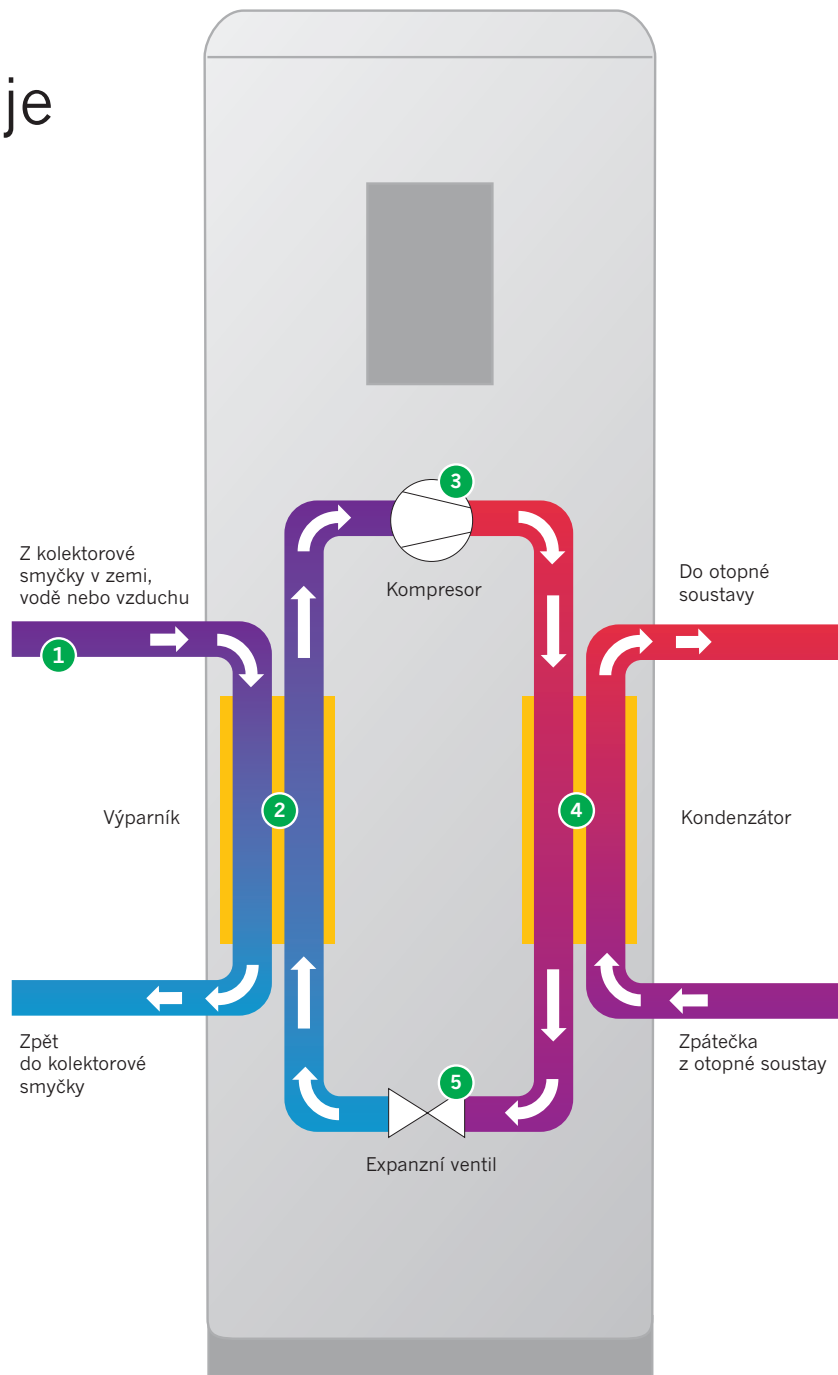 je
3
Kompresor
Z kolektorové
smyčky v zemi,
vodě nebo vzduchu
Do otopné
soustavy
1
Výparník
2
4
Kondenzátor
Zpět
do kolektorové
smyčky
Zpátečka
z otopné soustay
5
Expanzní ventil